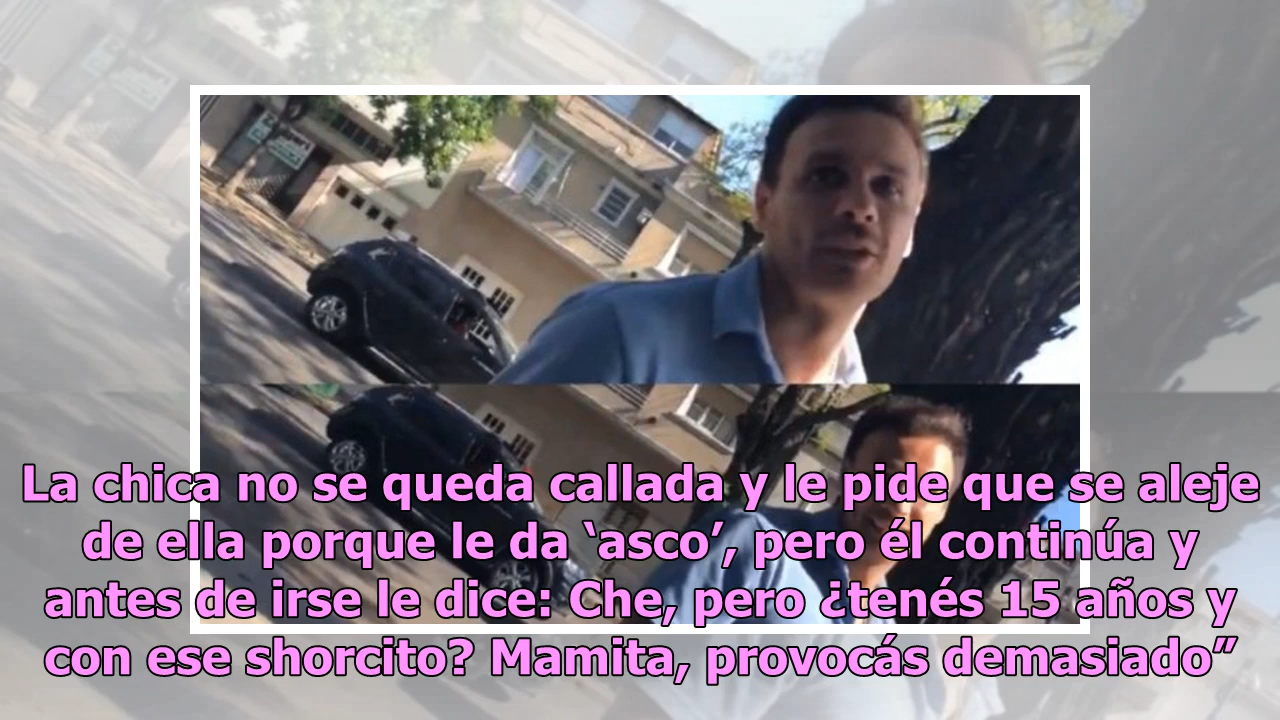 La chica no se queda callada y le pide que se aleje
de ella porque le da ‘asco’, pero él continúa y
antes de irse le dice: Che, pero ¿tenés 15 años y
con ese shorcito? Mamita, provocás demasiado”